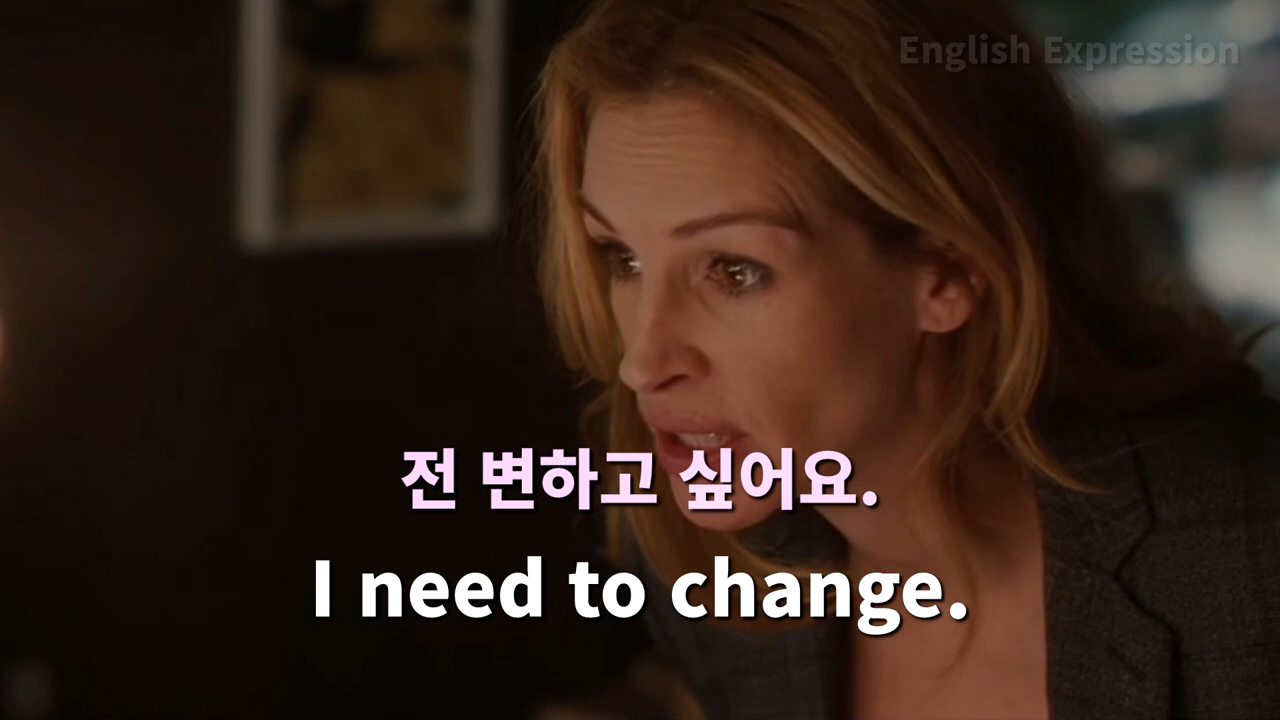 English Expression
전 변하고 싶어요.
I need to change.